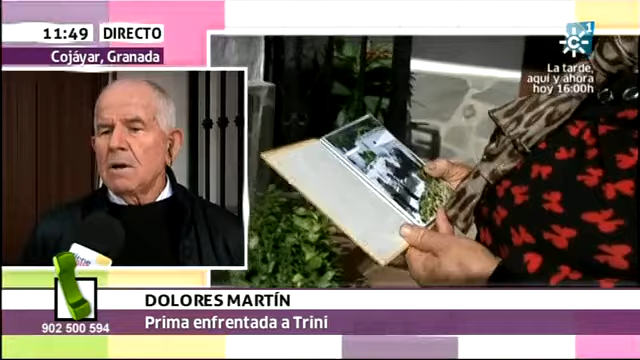 11:49 DIRECTO
Cojáyar, Granada
1
La tarde,
aquí y ahora
hoy 16:00h
DOLORES MARTÍN
Prima enfrentada a Trini
902 500 594